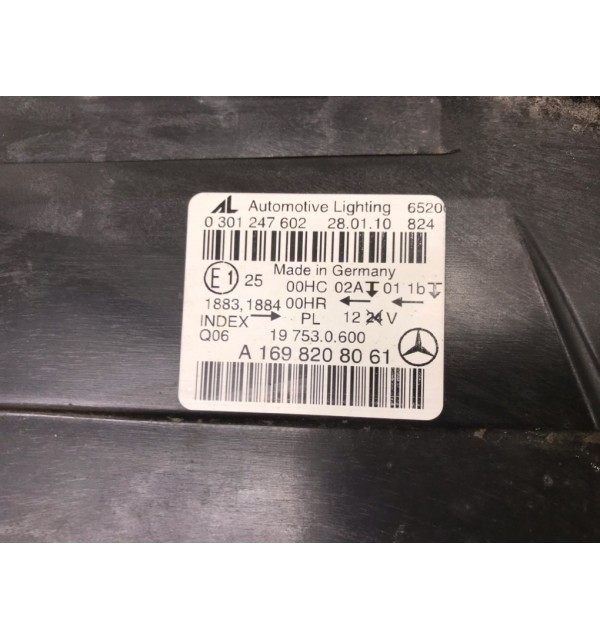 AL Automotive Lighting 6520
0 301 247 602 28.01.10 824
Made in Germany
E1 25 00HC 02A 01 1b
1883,1884 00HR ← ←
INDEX → PL 12 24 V
Q06 19 753.0.600
A 169 820 80 61